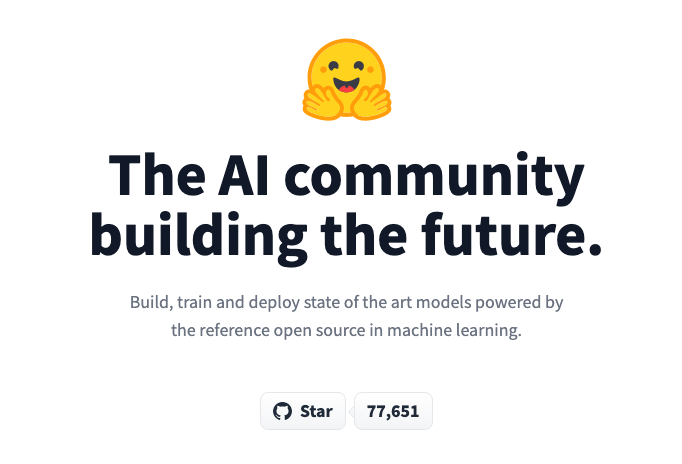 The AI community
building the future.
Build, train and deploy state of the art models powered by
the reference open source in machine learning.
Star 77,651